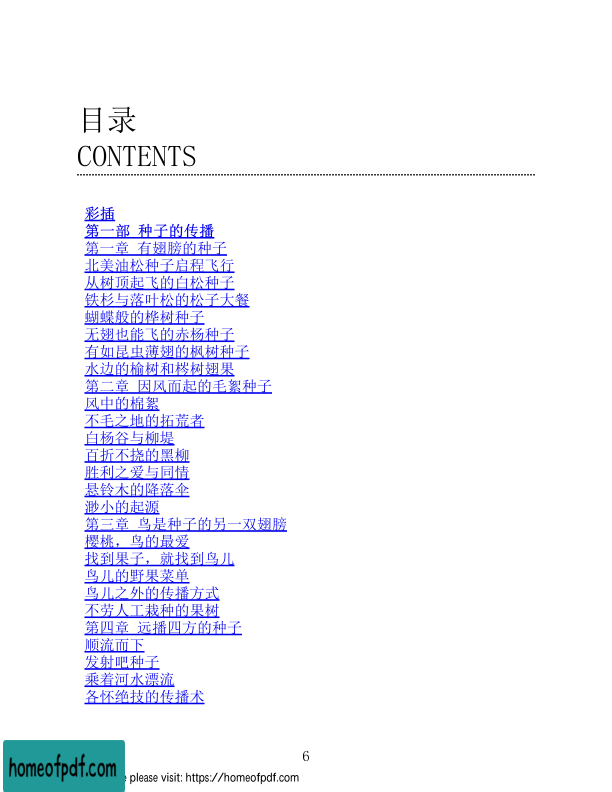 目录
CONTENTS
彩插
第一部 种子的传播
第一章 有翅膀的种子
北美油松种子启程飞行
从树顶起飞的白松种子
铁杉与落叶松的松子大餐
蝴蝶般的桦树种子
无翅也能飞的赤杨种子
有如昆虫薄翅的枫树种子
水边的榆树和梣树翅果
第二章 因风而起的毛絮种子
风中的棉絮
不毛之地的拓荒者
白杨谷与柳堤
百折不挠的黑柳
胜利之爱与同情
悬铃木的降落伞
渺小的起源
第三章 鸟是种子的另一双翅膀
樱桃，鸟的最爱
找到果子，就找到鸟儿
鸟儿的野果菜单
鸟儿之外的传播方式
不劳人工栽种的果树
第四章 远播四方的种子
顺流而下
发射吧种子
乘着河水漂流
各怀绝技的传播术
6
homeofpdf.com
e please visit: https://homeofpdf.com